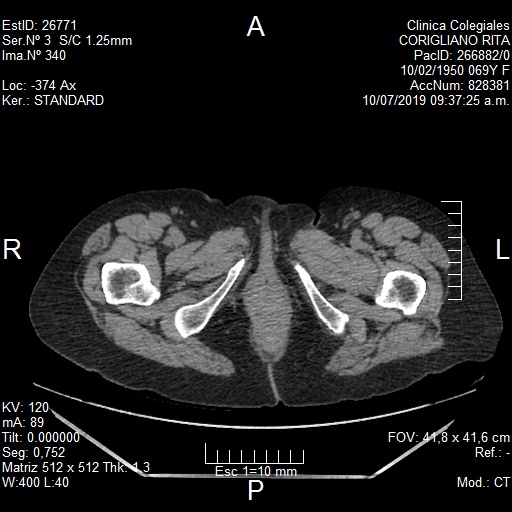 EstID: 26771
Ser.Nº 3 S/C 1.25mm
Ima.Nº 340
Loc: -374 Ax
Ker.: STANDARD
A
Clinica Colegiales
CORIGLIANO RITA
PacID: 266882/0
10/02/1950 069Y F
AccNum: 828381
10/07/2019 09:37:25 a.m.
R
L
KV: 120
mA: 89
Tilt: 0.000000
Seg: 0,752
Matriz 512 x 512 Thk: 1.3
W:400 L:40
Esc 1=10 mm
P
FOV: 41,8 x 41,6 cm
Ref.: -
Mod.: CT